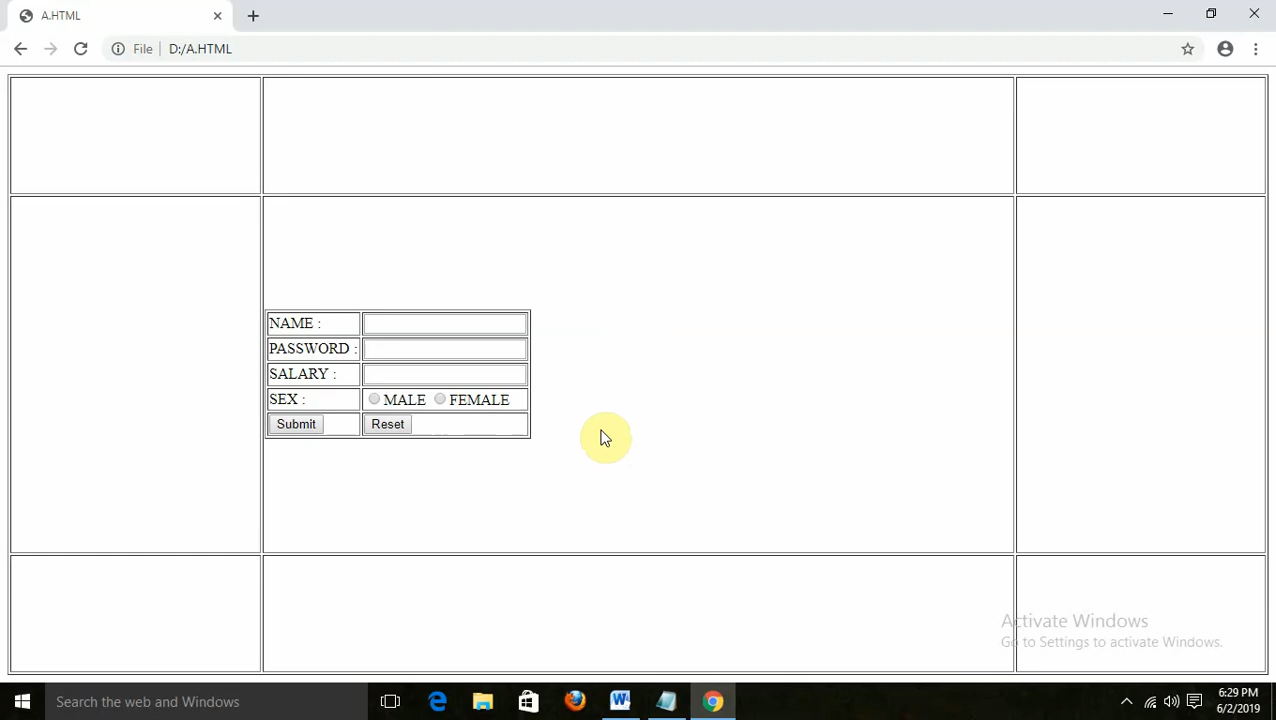 A.HTML
File D:/A.HTML
NAME :
PASSWORD :
SALARY :
SEX : MALE FEMALE
Submit Reset
Activate Windows
Go to Settings to activate Windows.
Search the web and Windows
6:29 PM
6/2/2019